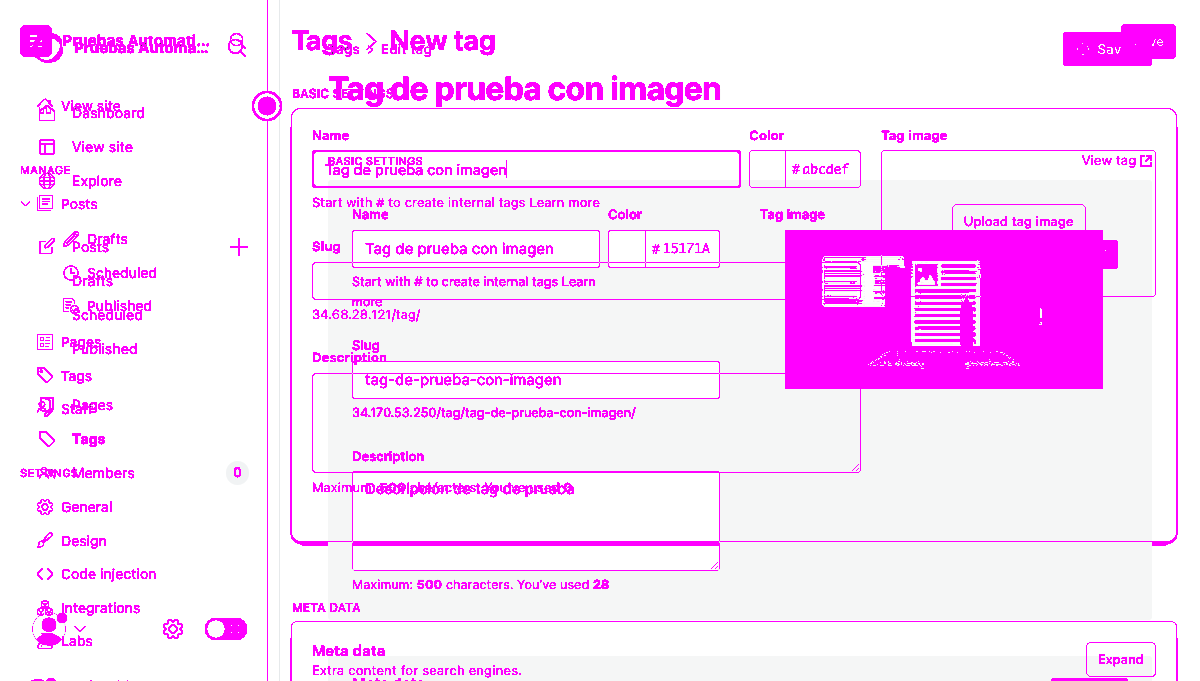 Pruebas Automati...
Pruebas Automa...
View site
Dashboard
View site
MANAGE
Explore
Posts
Drafts
Posts
Scheduled
Drafts
Published
Scheduled
Pages
Published
Tags
Staff
Pages
Tags
SETTINGS
Members
0
General
Design
Code injection
Integrations
Labs
Tags > New tag
Tags > Edit tag
Tag de prueba con imagen
BASIC SETTINGS
Name
Color
Tag image
BASIC SETTINGS
Tag de prueba con imagen
#abcdef
View tag
Start with # to create internal tags Learn more
Upload tag image
Name
Color
Tag image
Slug
Tag de prueba con imagen
#15171A
Start with # to create internal tags Learn
more
34.68.28.121/tag/
Slug
Description
tag-de-prueba-con-imagen
34.170.53.250/tag/tag-de-prueba-con-imagen/
Description
Descripción de tag de prueba
Maximum: 500 characters. You've used 0
Maximum: 500 characters. You've used 28
META DATA
Meta data
Extra content for search engines.
Expand